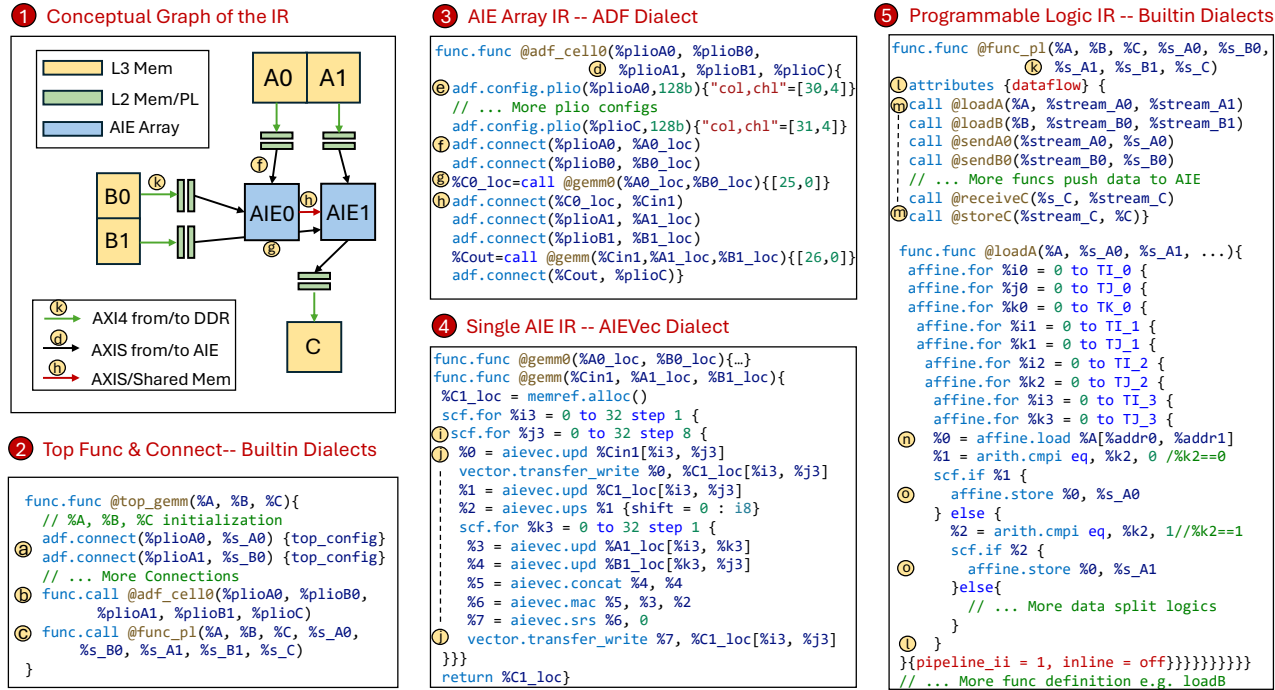 1 Conceptual Graph of the IR
L3 Mem
L2 Mem/PL
AIE Array
A0 A1
f
k
B0
B1
AIE0
h
AIE1
g
C
k AXI4 from/to DDR
d AXIS from/to AIE
h AXIS/Shared Mem
2 Top Func & Connect-- Builtin Dialects
func.func @top_gemm(%A, %B, %C){
// %A, %B, %C initialization
a adf.connect(%plioA0, %s_A0) {top_config}
adf.connect(%plioA1, %s_B0) {top_config}
// ... More Connections
b func.call @adf_cell0(%plioA0, %plioB0,
%plioA1, %plioB1, %plioC)
c func.call @func_pl(%A, %B, %C, %s_A0,
%s_B0, %s_A1, %s_B1, %s_C)
}
3 AIE Array IR -- ADF Dialect
func.func @adf_cell0(%plioA0, %plioB0,
d %plioA1, %plioB1, %plioC){
e adf.config.plio(%plioA0,128b){"col,chl"=[30,4]}
// ... More plio configs
adf.config.plio(%plioC,128b){"col,chl"=[31,4]}
f adf.connect(%plioA0, %A0_loc)
adf.connect(%plioB0, %B0_loc)
g %C0_loc=call @gemm0(%A0_loc,%B0_loc){[25,0]}
h adf.connect(%C0_loc, %Cin1)
adf.connect(%plioA1, %A1_loc)
adf.connect(%plioB1, %B1_loc)
%Cout=call @gemm(%Cin1,%A1_loc,%B1_loc){[26,0]}
adf.connect(%Cout, %plioC)}
4 Single AIE IR -- AIEVec Dialect
func.func @gemm0(%A0_loc, %B0_loc){…}
func.func @gemm(%Cin1, %A1_loc, %B1_loc){
%C1_loc = memref.alloc()
scf.for %i3 = 0 to 32 step 1 {
i scf.for %j3 = 0 to 32 step 8 {
j %0 = aievec.upd %Cin1[%i3, %j3]
vector.transfer_write %0, %C1_loc[%i3, %j3]
%1 = aievec.upd %C1_loc[%i3, %j3]
%2 = aievec.ups %1 {shift = 0 : i8}
scf.for %k3 = 0 to 32 step 1 {
%3 = aievec.upd %A1_loc[%i3, %k3]
%4 = aievec.upd %B1_loc[%k3, %j3]
%5 = aievec.concat %4, %4
%6 = aievec.mac %5, %3, %2
%7 = aievec.srs %6, 0
j vector.transfer_write %7, %C1_loc[%i3, %j3]
}}}
return %C1_loc}
5 Programmable Logic IR -- Builtin Dialects
func.func @func_pl(%A, %B, %C, %s_A0, %s_B0,
k %s_A1, %s_B1, %s_C)
l attributes {dataflow} {
m call @loadA(%A, %stream_A0, %stream_A1)
call @loadB(%B, %stream_B0, %stream_B1)
call @sendA0(%stream_A0, %s_A0)
call @sendB0(%stream_B0, %s_B0)
// ... More funcs push data to AIE
call @receiveC(%s_C, %stream_C)
m call @storeC(%stream_C, %C)}
func.func @loadA(%A, %s_A0, %s_A1, ...){
affine.for %i0 = 0 to TI_0 {
affine.for %j0 = 0 to TJ_0 {
affine.for %k0 = 0 to TK_0 {
affine.for %i1 = 0 to TI_1 {
affine.for %k1 = 0 to TJ_1 {
affine.for %i2 = 0 to TI_2 {
affine.for %k2 = 0 to TJ_2 {
affine.for %i3 = 0 to TI_3 {
affine.for %k3 = 0 to TJ_3 {
n %0 = affine.load %A[%addr0, %addr1]
%1 = arith.cmpi eq, %k2, 0 /%k2==0
scf.if %1 {
o affine.store %0, %s_A0
} else {
%2 = arith.cmpi eq, %k2, 1//%k2==1
scf.if %2 {
o affine.store %0, %s_A1
}else{
// ... More data split logics
}
l }
}{pipeline_ii = 1, inline = off}}}}}}}}}}
// ... More func definition e.g. loadB